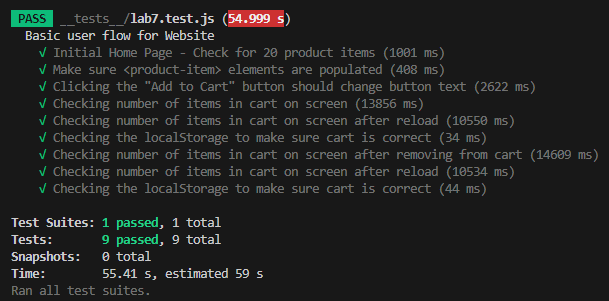 PASS __tests__/lab7.test.js (54.999 s)
Basic user flow for Website
√ Initial Home Page - Check for 20 product items (1001 ms)
√ Make sure <product-item> elements are populated (408 ms)
√ Clicking the "Add to Cart" button should change button text (2622 ms)
√ Checking number of items in cart on screen (13856 ms)
√ Checking number of items in cart on screen after reload (10550 ms)
√ Checking the localStorage to make sure cart is correct (34 ms)
√ Checking number of items in cart on screen after removing from cart (14609 ms)
√ Checking number of items in cart on screen after reload (10534 ms)
√ Checking the localStorage to make sure cart is correct (44 ms)
Test Suites: 1 passed, 1 total
Tests: 9 passed, 9 total
Snapshots: 0 total
Time: 55.41 s, estimated 59 s
Ran all test suites.